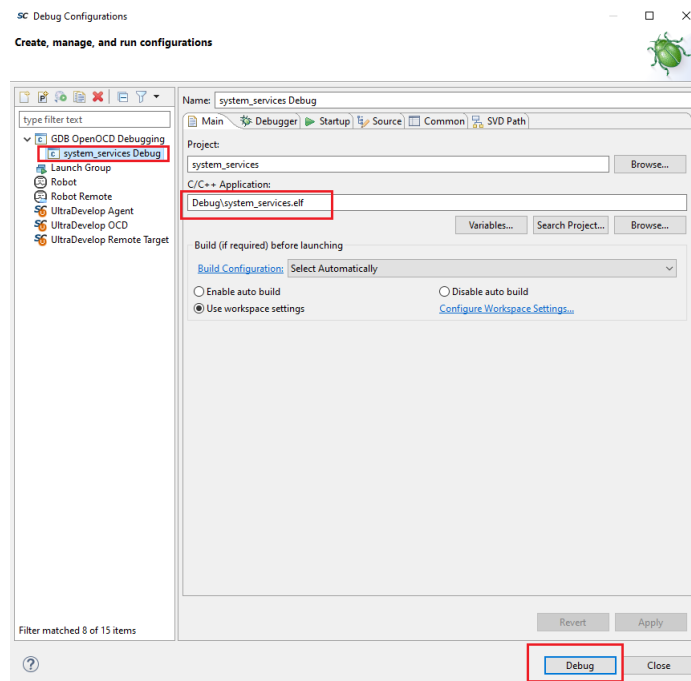 SC Debug Configurations
Create, manage, and run configurations
type filter text
GDB OpenOCD Debugging
system_services Debug
Launch Group
Robot
Robot Remote
UltraDevelop Agent
UltraDevelop OCD
UltraDevelop Remote Target
Filter matched 8 of 15 items
Name: system_services Debug
Main Debugger Startup Source Common SVD Path
Project:
system_services Browse...
C/C++ Application:
Debug\system_services.elf
Variables... Search Project... Browse...
Build (if required) before launching
Build Configuration: Select Automatically
Enable auto build Disable auto build
Use workspace settings Configure Workspace Settings...
Revert Apply
Debug Close